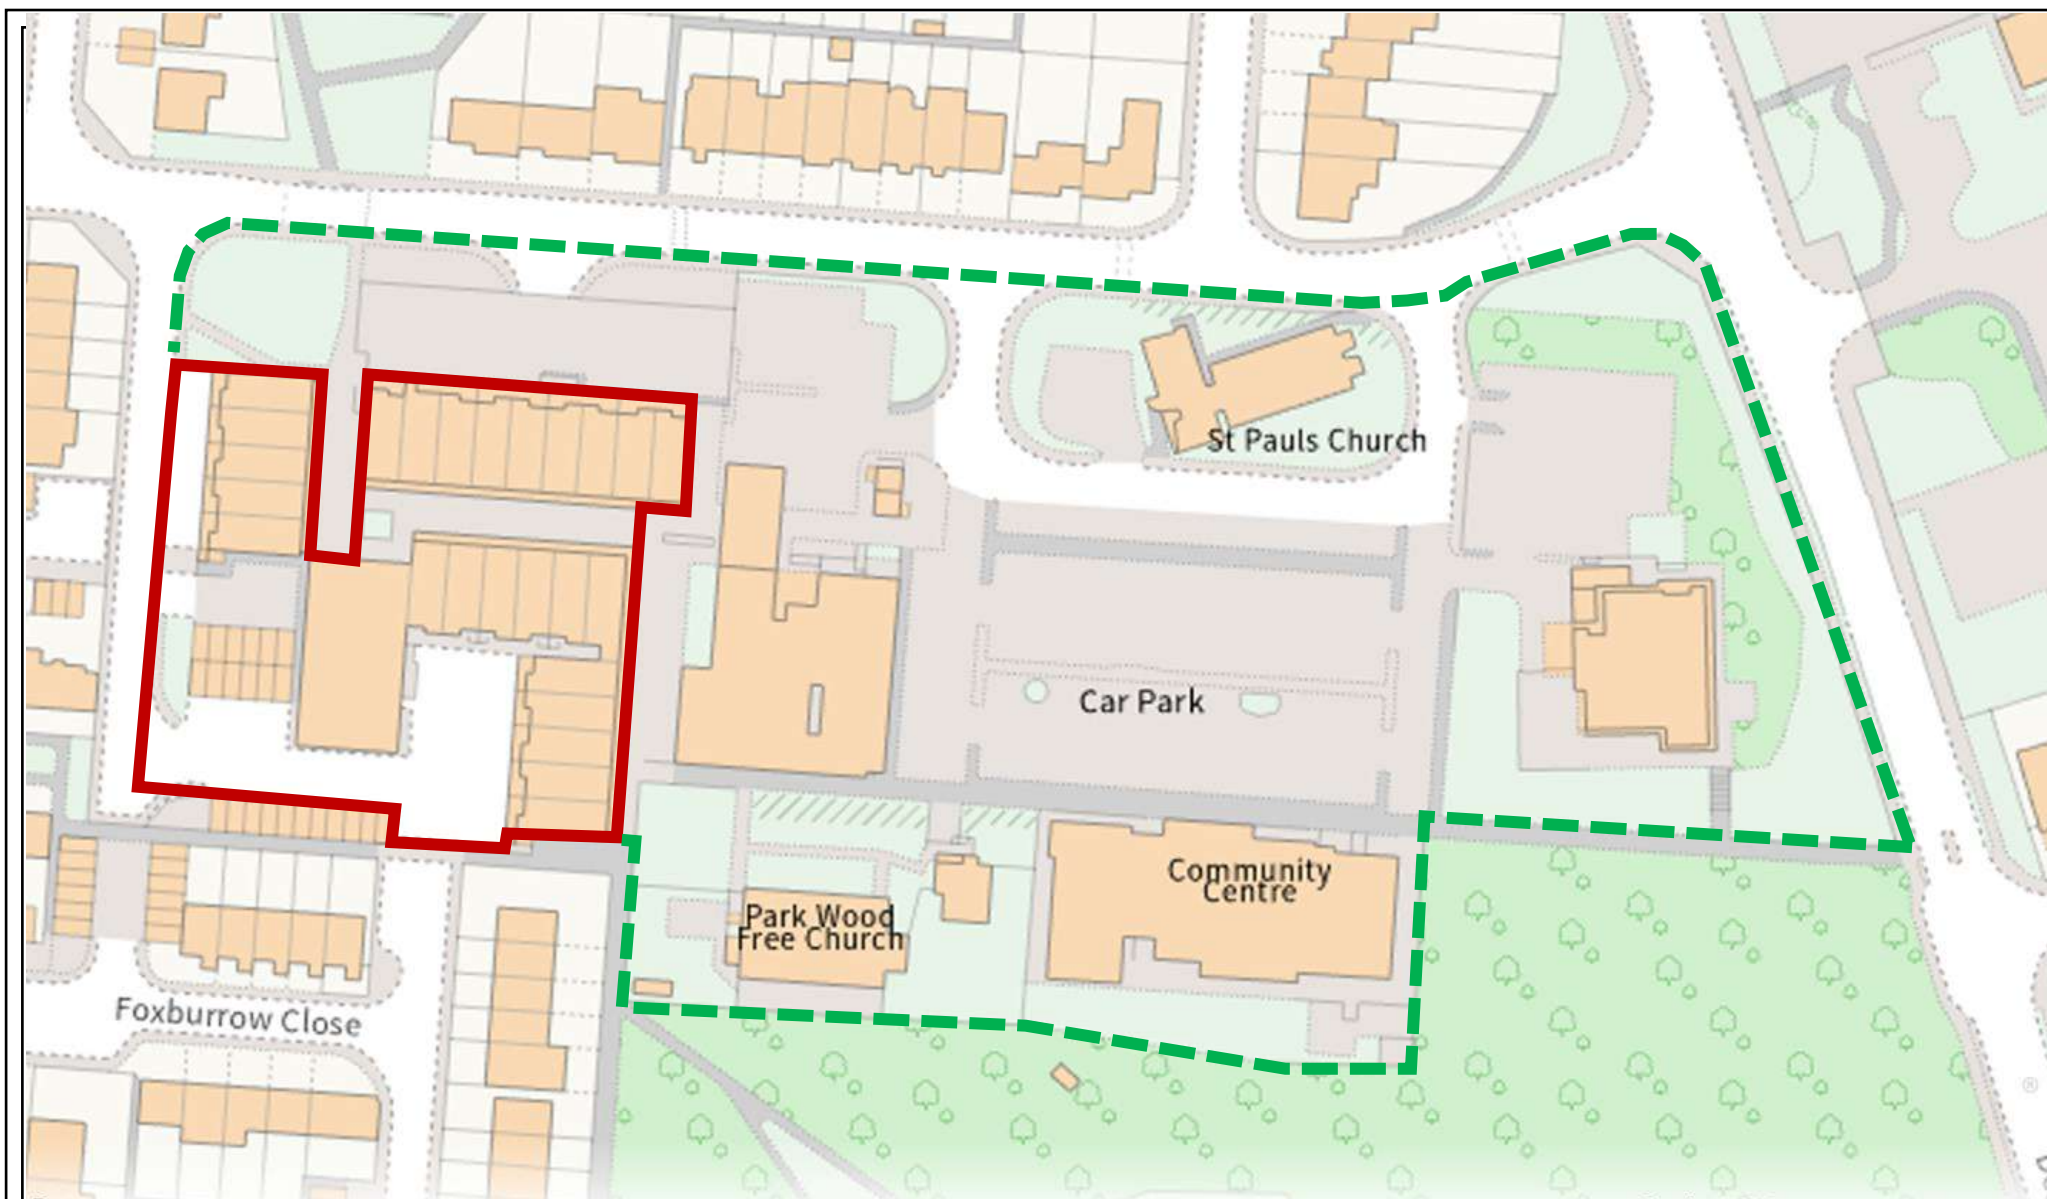 St Pauls Church
Car Park
Community
Centre
Park Wood
Free Church
Foxburrow Close